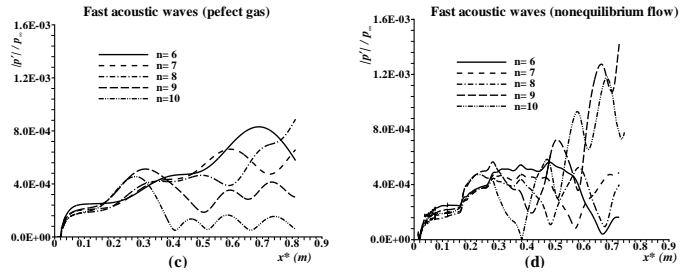 Fast acoustic waves (pefect gas)
|p'| / p∞
1.6E-03
1.2E-03
8.0E-04
4.0E-04
0.0E+00
n= 6
n= 7
n= 8
n= 9
n=10
0 0.1 0.2 0.3 0.4 0.5 0.6 0.7 0.8 0.9
x* (m)
(c)
Fast acoustic waves (nonequilibrium flow)
|p'| / p∞
1.6E-03
1.2E-03
8.0E-04
4.0E-04
0.0E+00
n= 6
n= 7
n= 8
n= 9
n=10
0 0.1 0.2 0.3 0.4 0.5 0.6 0.7 0.8 0.9
x* (m)
(d)